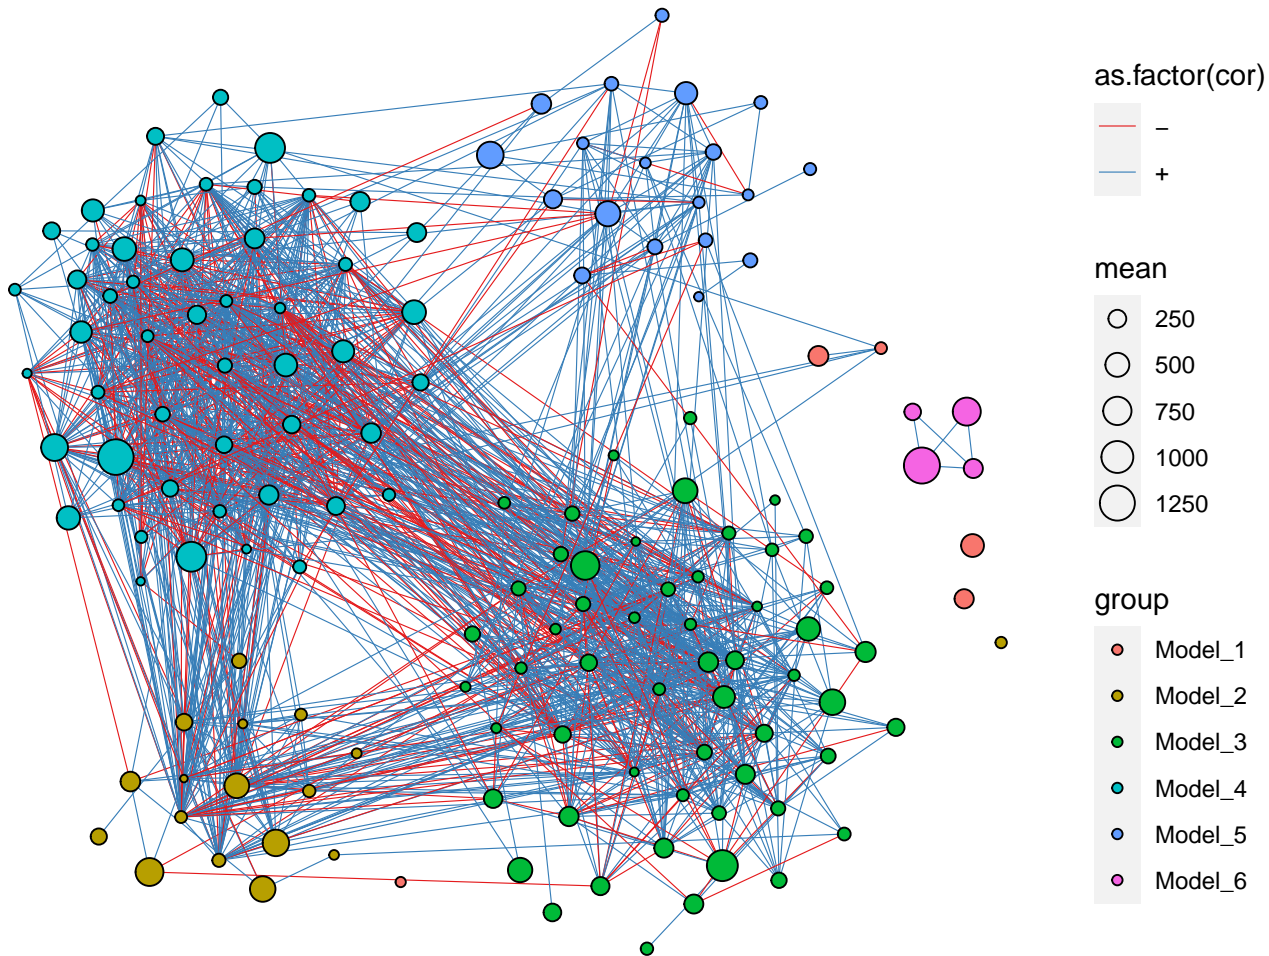 as.factor(cor)
−
+
mean
250
500
750
1000
1250
group
Model_1
Model_2
Model_3
Model_4
Model_5
Model_6